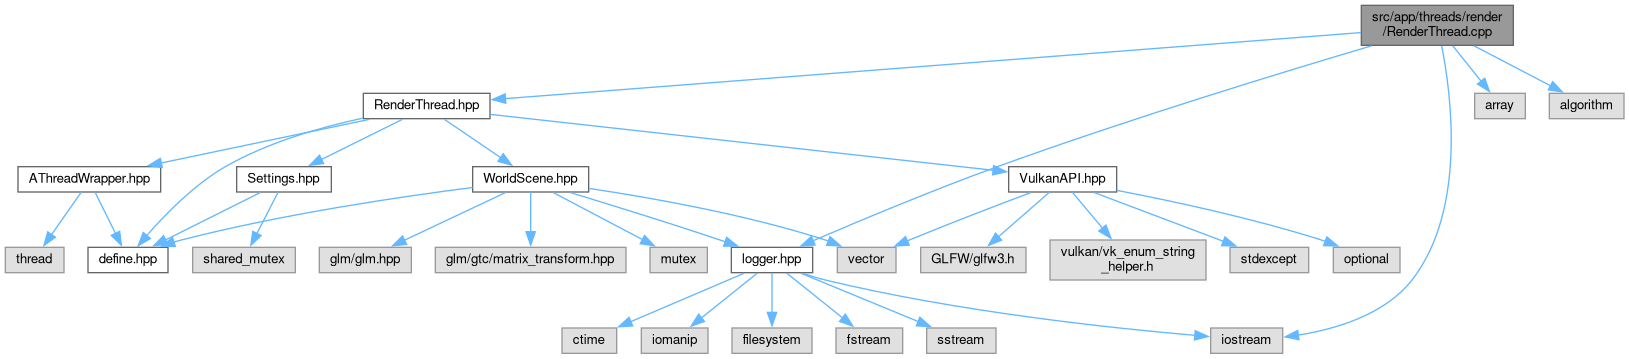 src/app/threads/render
/RenderThread.cpp
RenderThread.hpp
array
algorithm
AThreadWrapper.hpp
Settings.hpp
WorldScene.hpp
VulkanAPI.hpp
thread
define.hpp
shared_mutex
glm/glm.hpp
glm/gtc/matrix_transform.hpp
mutex
logger.hpp
vector
GLFW/glfw3.h
vulkan/vk_enum_string
_helper.h
stdexcept
optional
ctime
iomanip
filesystem
fstream
sstream
iostream